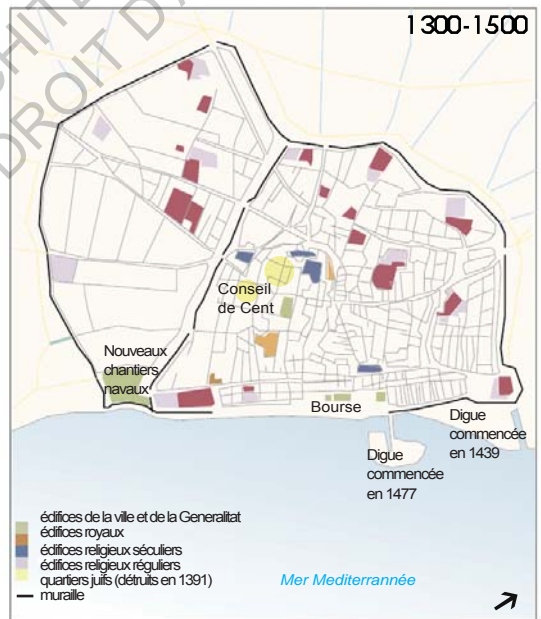 1300-1500
Conseil
de Cent
Nouveaux
chantiers
navaux
Bourse
Digue
commencée
en 1439
Digue
commencée
en 1477
édifices de la ville et de la Generalitat
édifices royaux
édifices religieux séculiers
édifices religieux réguliers
quartiers juifs (détruits en 1391)
muraille
Mer Mediterrannée